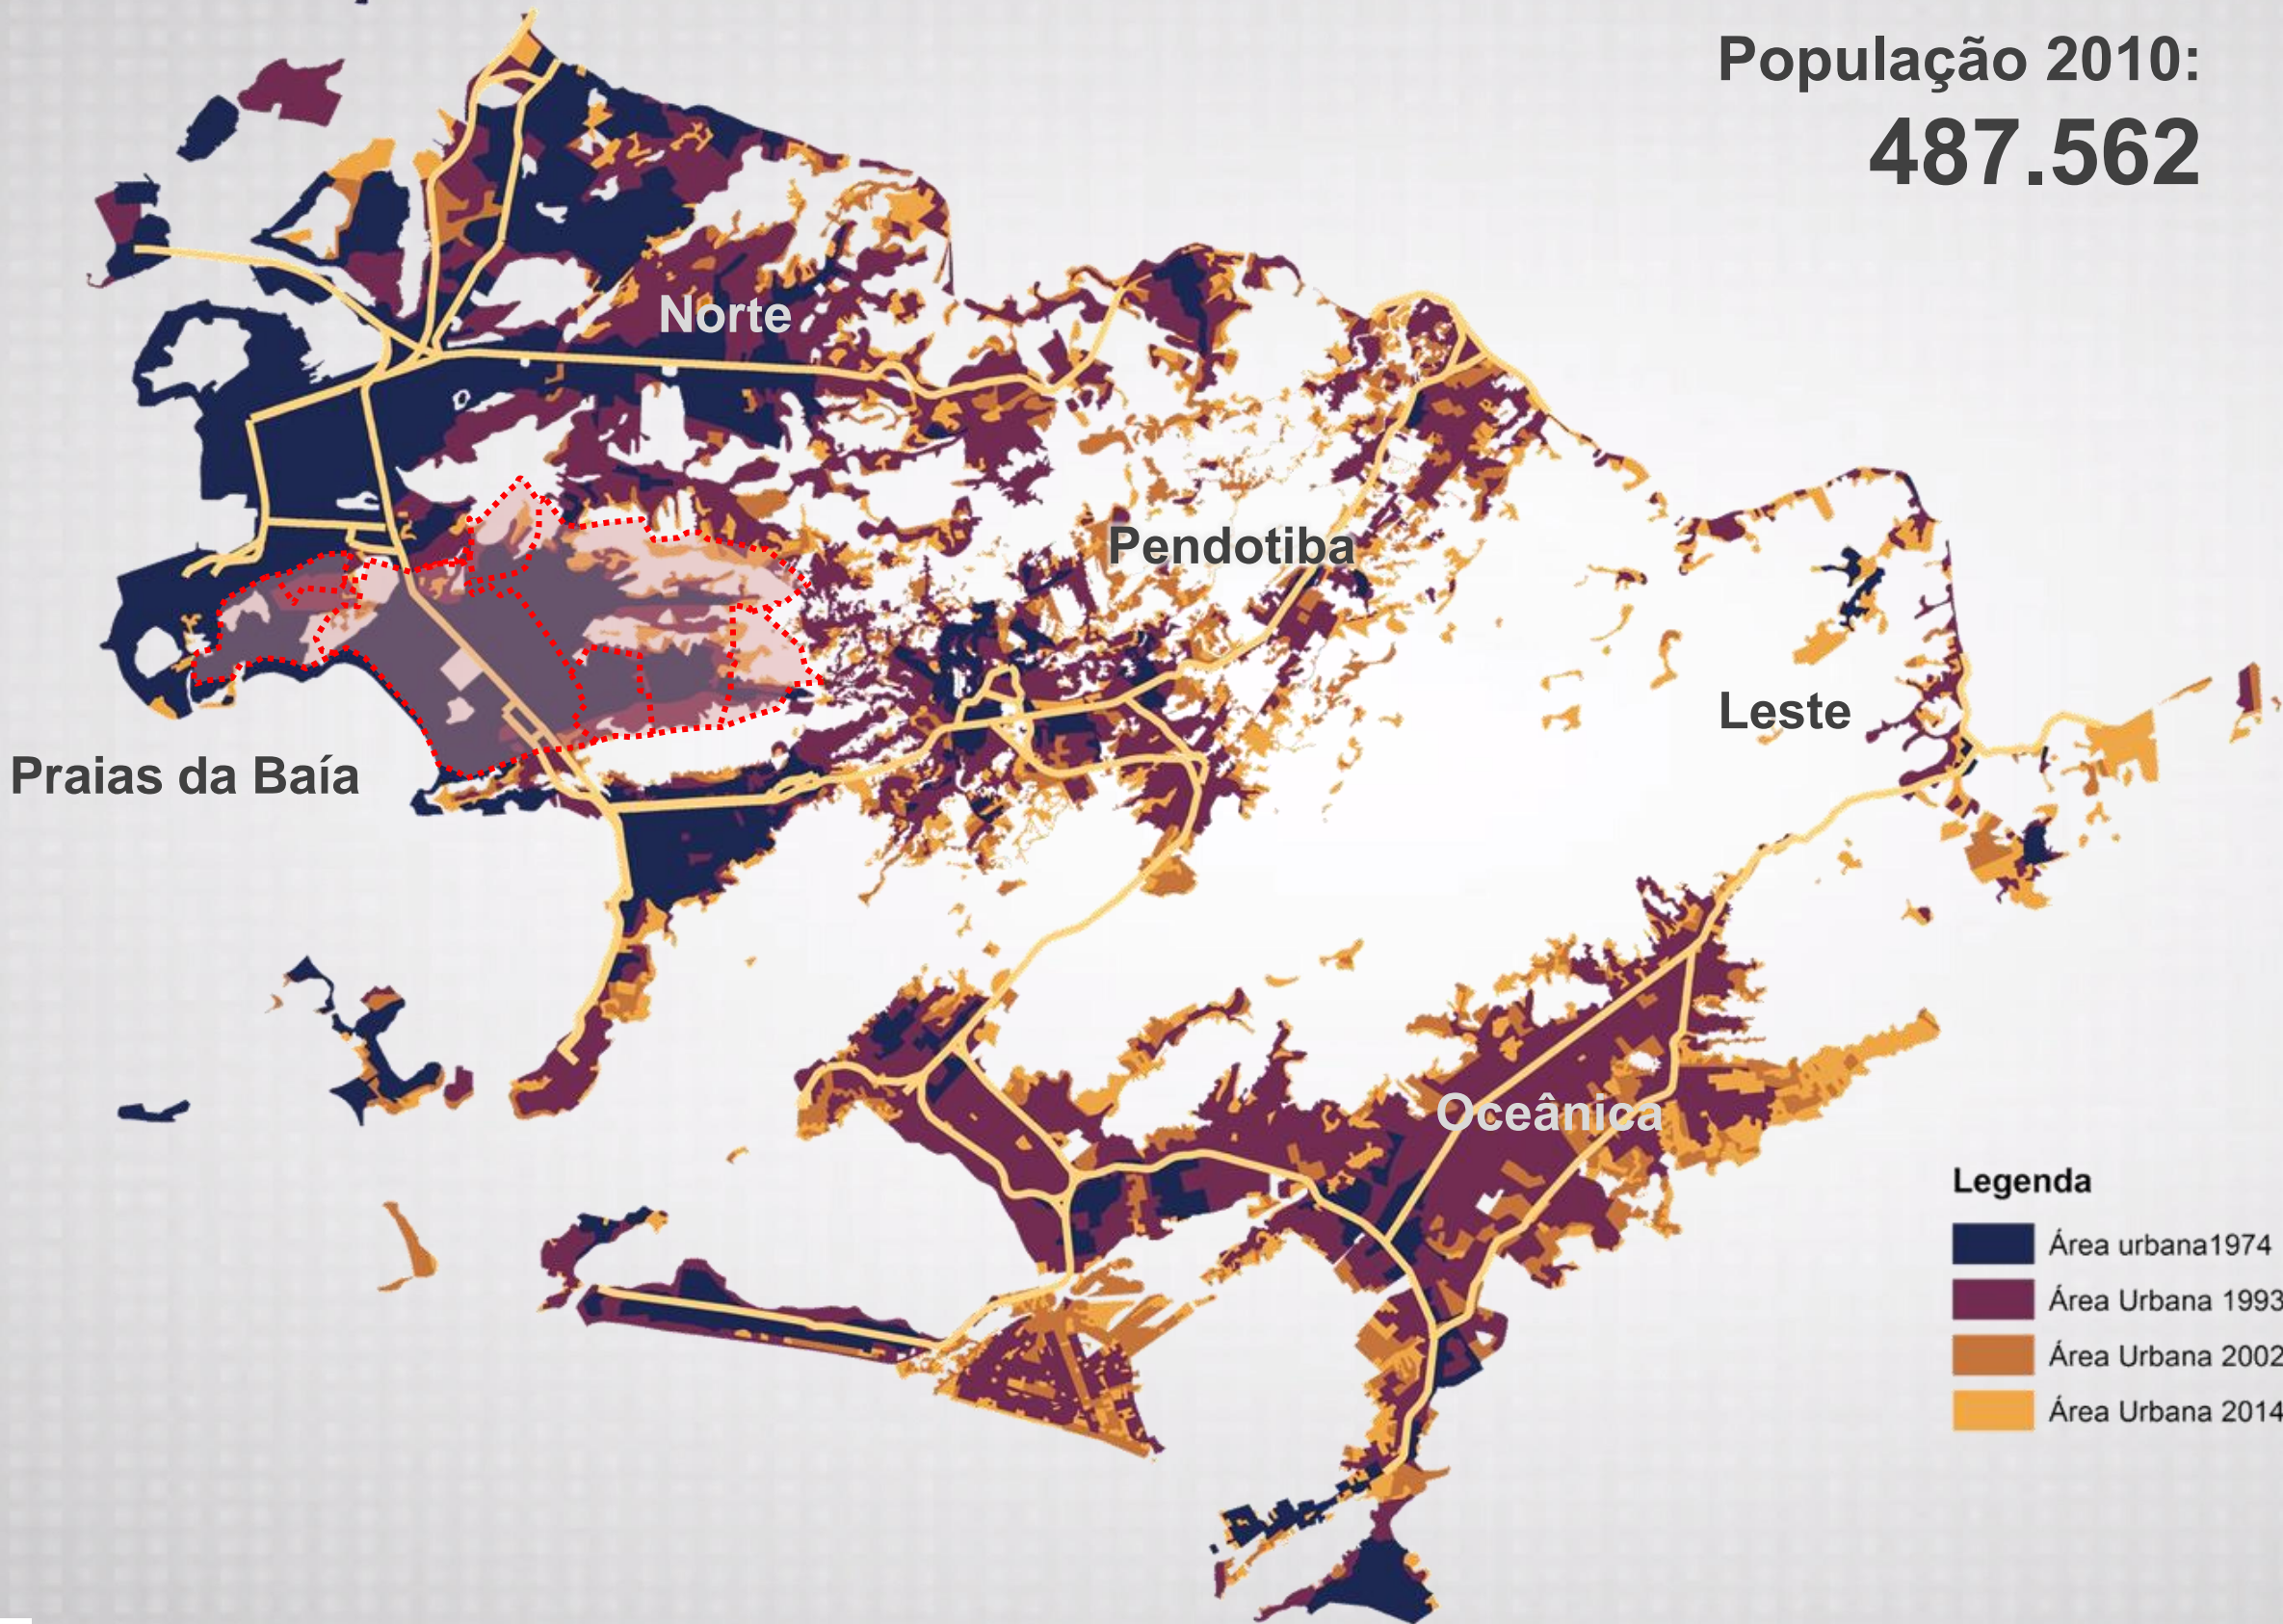 População 2010:
487.562
Norte
Pendotiba
Leste
Praias da Baía
Oceânica
Legenda
Área urbana1974
Área Urbana 1993
Área Urbana 2002
Área Urbana 2014